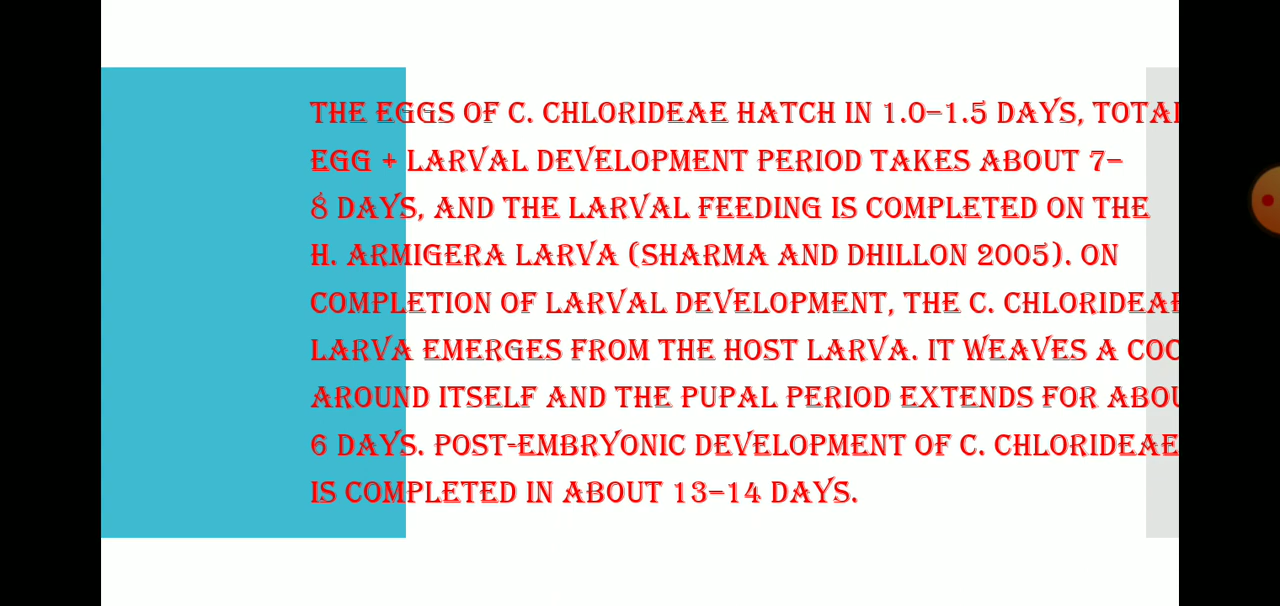 THE EGGS OF C. CHLORIDEAE HATCH IN 1.0–1.5 DAYS, TOTAL
EGG + LARVAL DEVELOPMENT PERIOD TAKES ABOUT 7–
8 DAYS, AND THE LARVAL FEEDING IS COMPLETED ON THE
H. ARMIGERA LARVA (SHARMA AND DHILLON 2005). ON
COMPLETION OF LARVAL DEVELOPMENT, THE C. CHLORIDEAE
LARVA EMERGES FROM THE HOST LARVA. IT WEAVES A
AROUND ITSELF AND THE PUPAL PERIOD EXTENDS FOR ABOU
6 DAYS. POST-EMBRYONIC DEVELOPMENT OF C. CHLORIDEAE
IS COMPLETED IN ABOUT 13–14 DAYS.